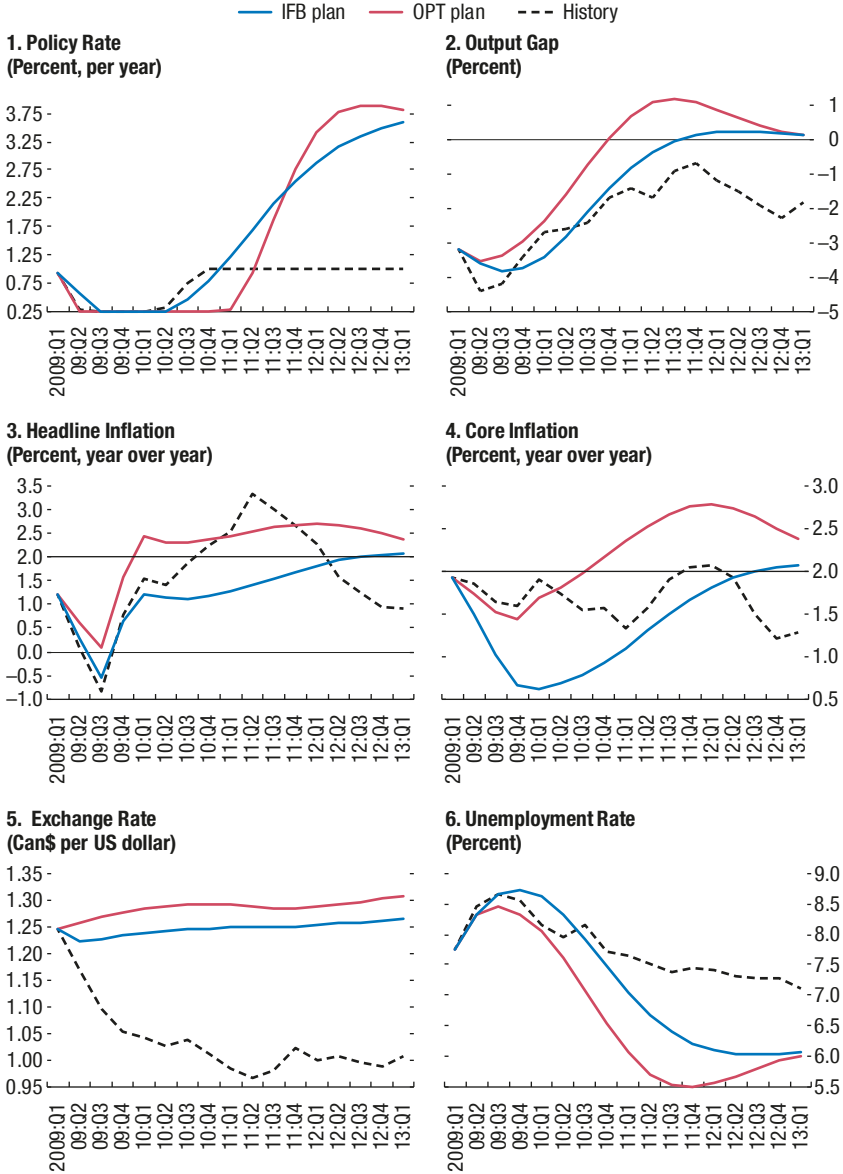 IFB plan OPT plan History
1. Policy Rate
(Percent, per year)
3.75
3.25
2.75
2.25
1.75
1.25
0.75
0.25
2009:Q1
09:Q2
09:Q3
09:Q4
10:Q1
10:Q2
10:Q3
10:Q4
11:Q1
11:Q2
11:Q3
11:Q4
12:Q1
12:Q2
12:Q3
12:Q4
13:Q1
2. Output Gap
(Percent)
1
0
–1
–2
–3
–4
–5
2009:Q1
09:Q2
09:Q3
09:Q4
10:Q1
10:Q2
10:Q3
10:Q4
11:Q1
11:Q2
11:Q3
11:Q4
12:Q1
12:Q2
12:Q3
12:Q4
13:Q1
3. Headline Inflation
(Percent, year over year)
3.5
3.0
2.5
2.0
1.5
1.0
0.5
0.0
–0.5
–1.0
2009:Q1
09:Q2
09:Q3
09:Q4
10:Q1
10:Q2
10:Q3
10:Q4
11:Q1
11:Q2
11:Q3
11:Q4
12:Q1
12:Q2
12:Q3
12:Q4
13:Q1
4. Core Inflation
(Percent, year over year)
3.0
2.5
2.0
1.5
1.0
0.5
2009:Q1
09:Q2
09:Q3
09:Q4
10:Q1
10:Q2
10:Q3
10:Q4
11:Q1
11:Q2
11:Q3
11:Q4
12:Q1
12:Q2
12:Q3
12:Q4
13:Q1
5. Exchange Rate
(Can$ per US dollar)
1.35
1.30
1.25
1.20
1.15
1.10
1.05
1.00
0.95
2009:Q1
09:Q2
09:Q3
09:Q4
10:Q1
10:Q2
10:Q3
10:Q4
11:Q1
11:Q2
11:Q3
11:Q4
12:Q1
12:Q2
12:Q3
12:Q4
13:Q1
6. Unemployment Rate
(Percent)
9.0
8.5
8.0
7.5
7.0
6.5
6.0
5.5
2009:Q1
09:Q2
09:Q3
09:Q4
10:Q1
10:Q2
10:Q3
10:Q4
11:Q1
11:Q2
11:Q3
11:Q4
12:Q1
12:Q2
12:Q3
12:Q4
13:Q1